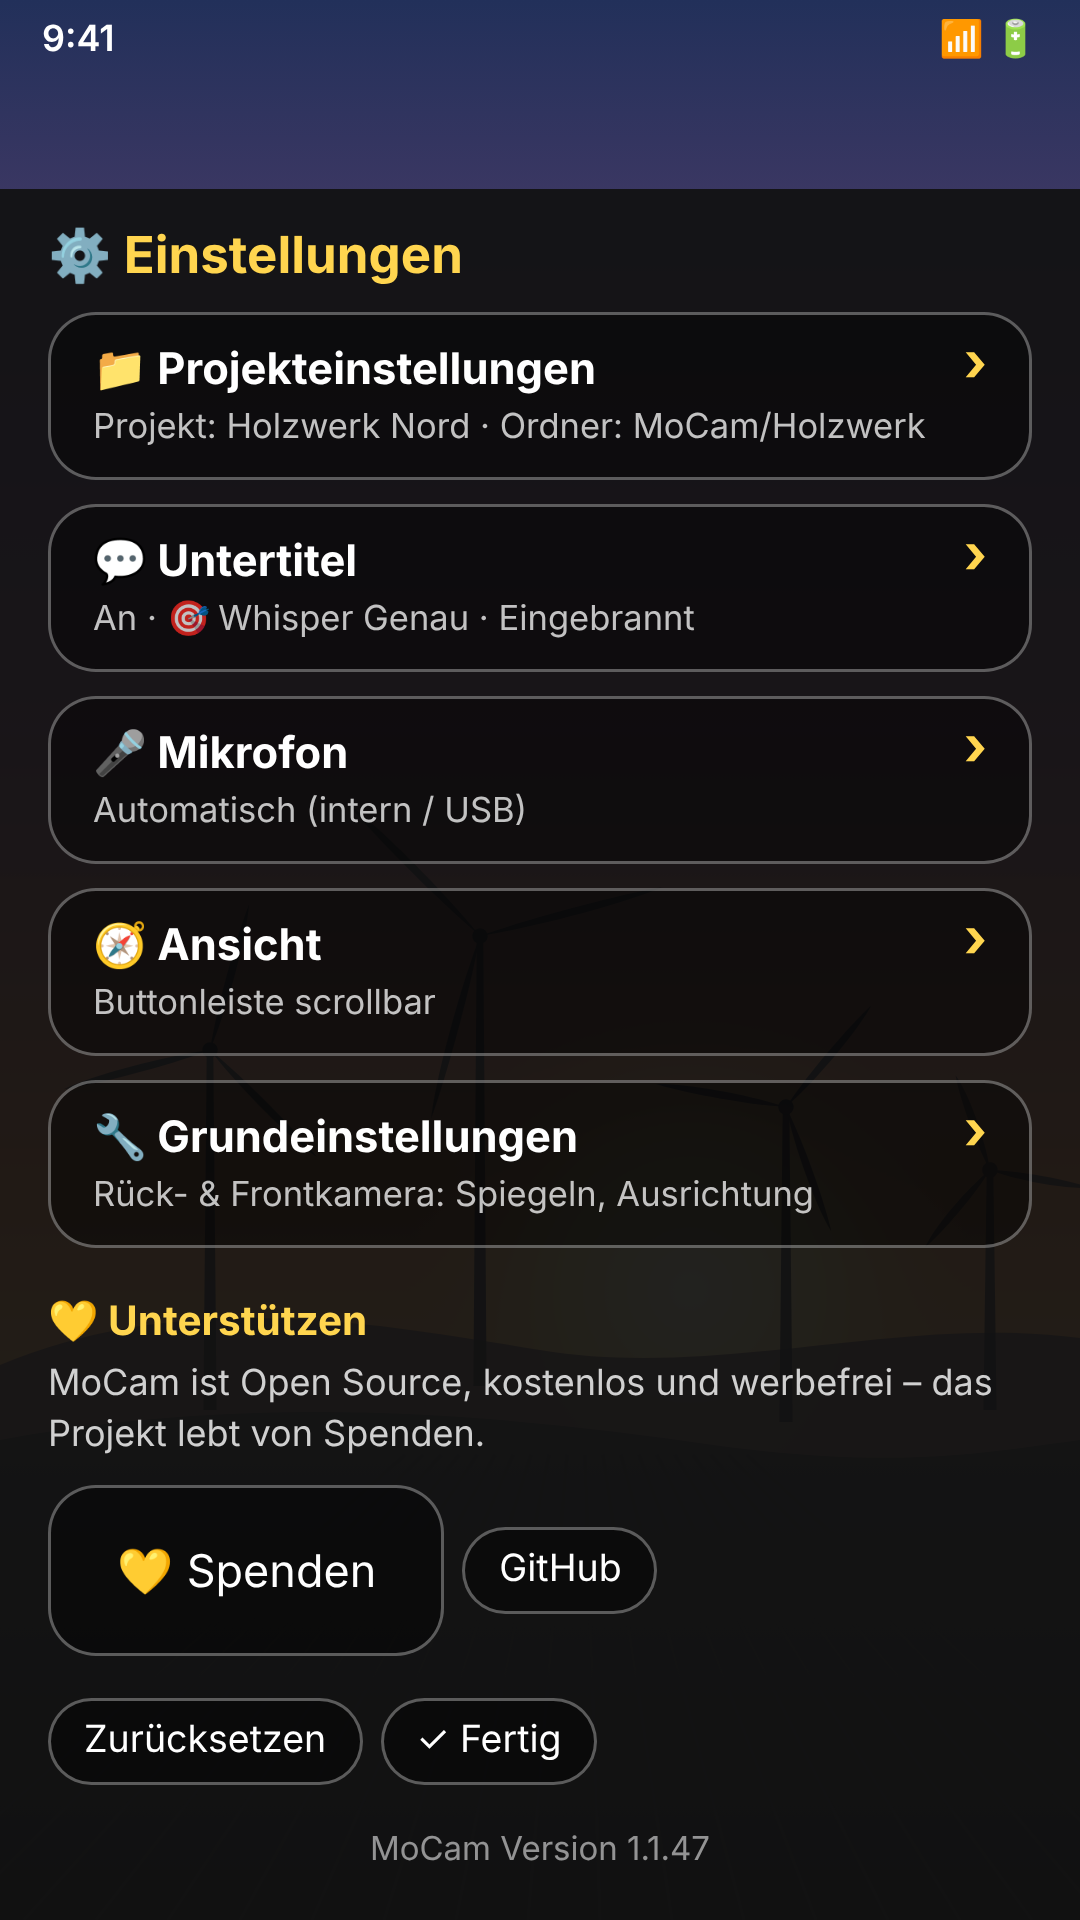 9:41
Einstellungen
Projekteinstellungen
Projekt: Holzwerk Nord · Ordner: MoCam/Holzwerk
Untertitel
An · 🎯 Whisper Genau · Eingebrannt
Mikrofon
Automatisch (intern / USB)
Ansicht
Buttonleiste scrollbar
Grundeinstellungen
Rück- & Frontkamera: Spiegeln, Ausrichtung
Unterstützen
MoCam ist Open Source, kostenlos und werbefrei – das
Projekt lebt von Spenden.
Spenden
GitHub
Zurücksetzen
✓ Fertig
MoCam Version 1.1.47